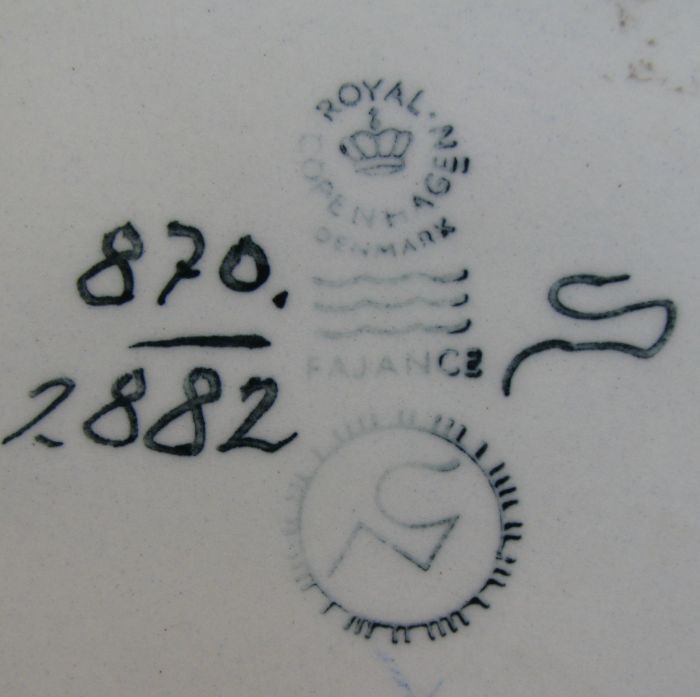 ROYAL.
COPENHAGEN
DENMARK
FAJANCE
870.
2882